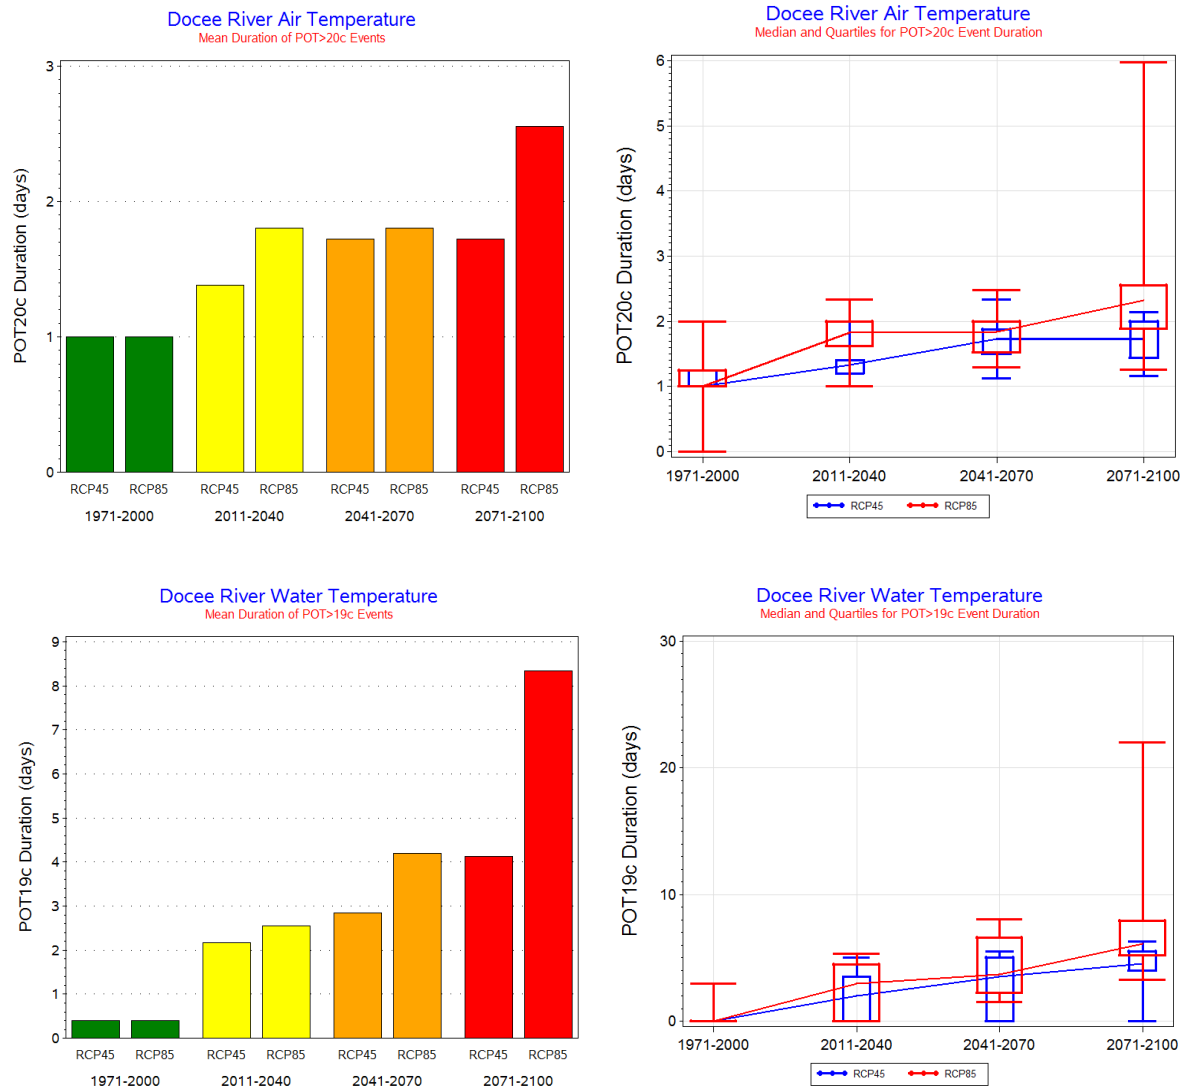 Docee River Air Temperature
Mean Duration of POT>20c Events
POT20c Duration (days)
3
2
1
0
RCP45 RCP85 RCP45 RCP85 RCP45 RCP85 RCP45 RCP85
1971-2000 2011-2040 2041-2070 2071-2100
Docee River Air Temperature
Median and Quartiles for POT>20c Event Duration
POT20c Duration (days)
6
5
4
3
2
1
0
1971-2000 2011-2040 2041-2070 2071-2100
RCP45 RCP85
Docee River Water Temperature
Mean Duration of POT>19c Events
POT19c Duration (days)
9
8
7
6
5
4
3
2
1
0
RCP45 RCP85 RCP45 RCP85 RCP45 RCP85 RCP45 RCP85
1971-2000 2011-2040 2041-2070 2071-2100
Docee River Water Temperature
Median and Quartiles for POT>19c Event Duration
POT19c Duration (days)
30
20
10
0
1971-2000 2011-2040 2041-2070 2071-2100
RCP45 RCP85